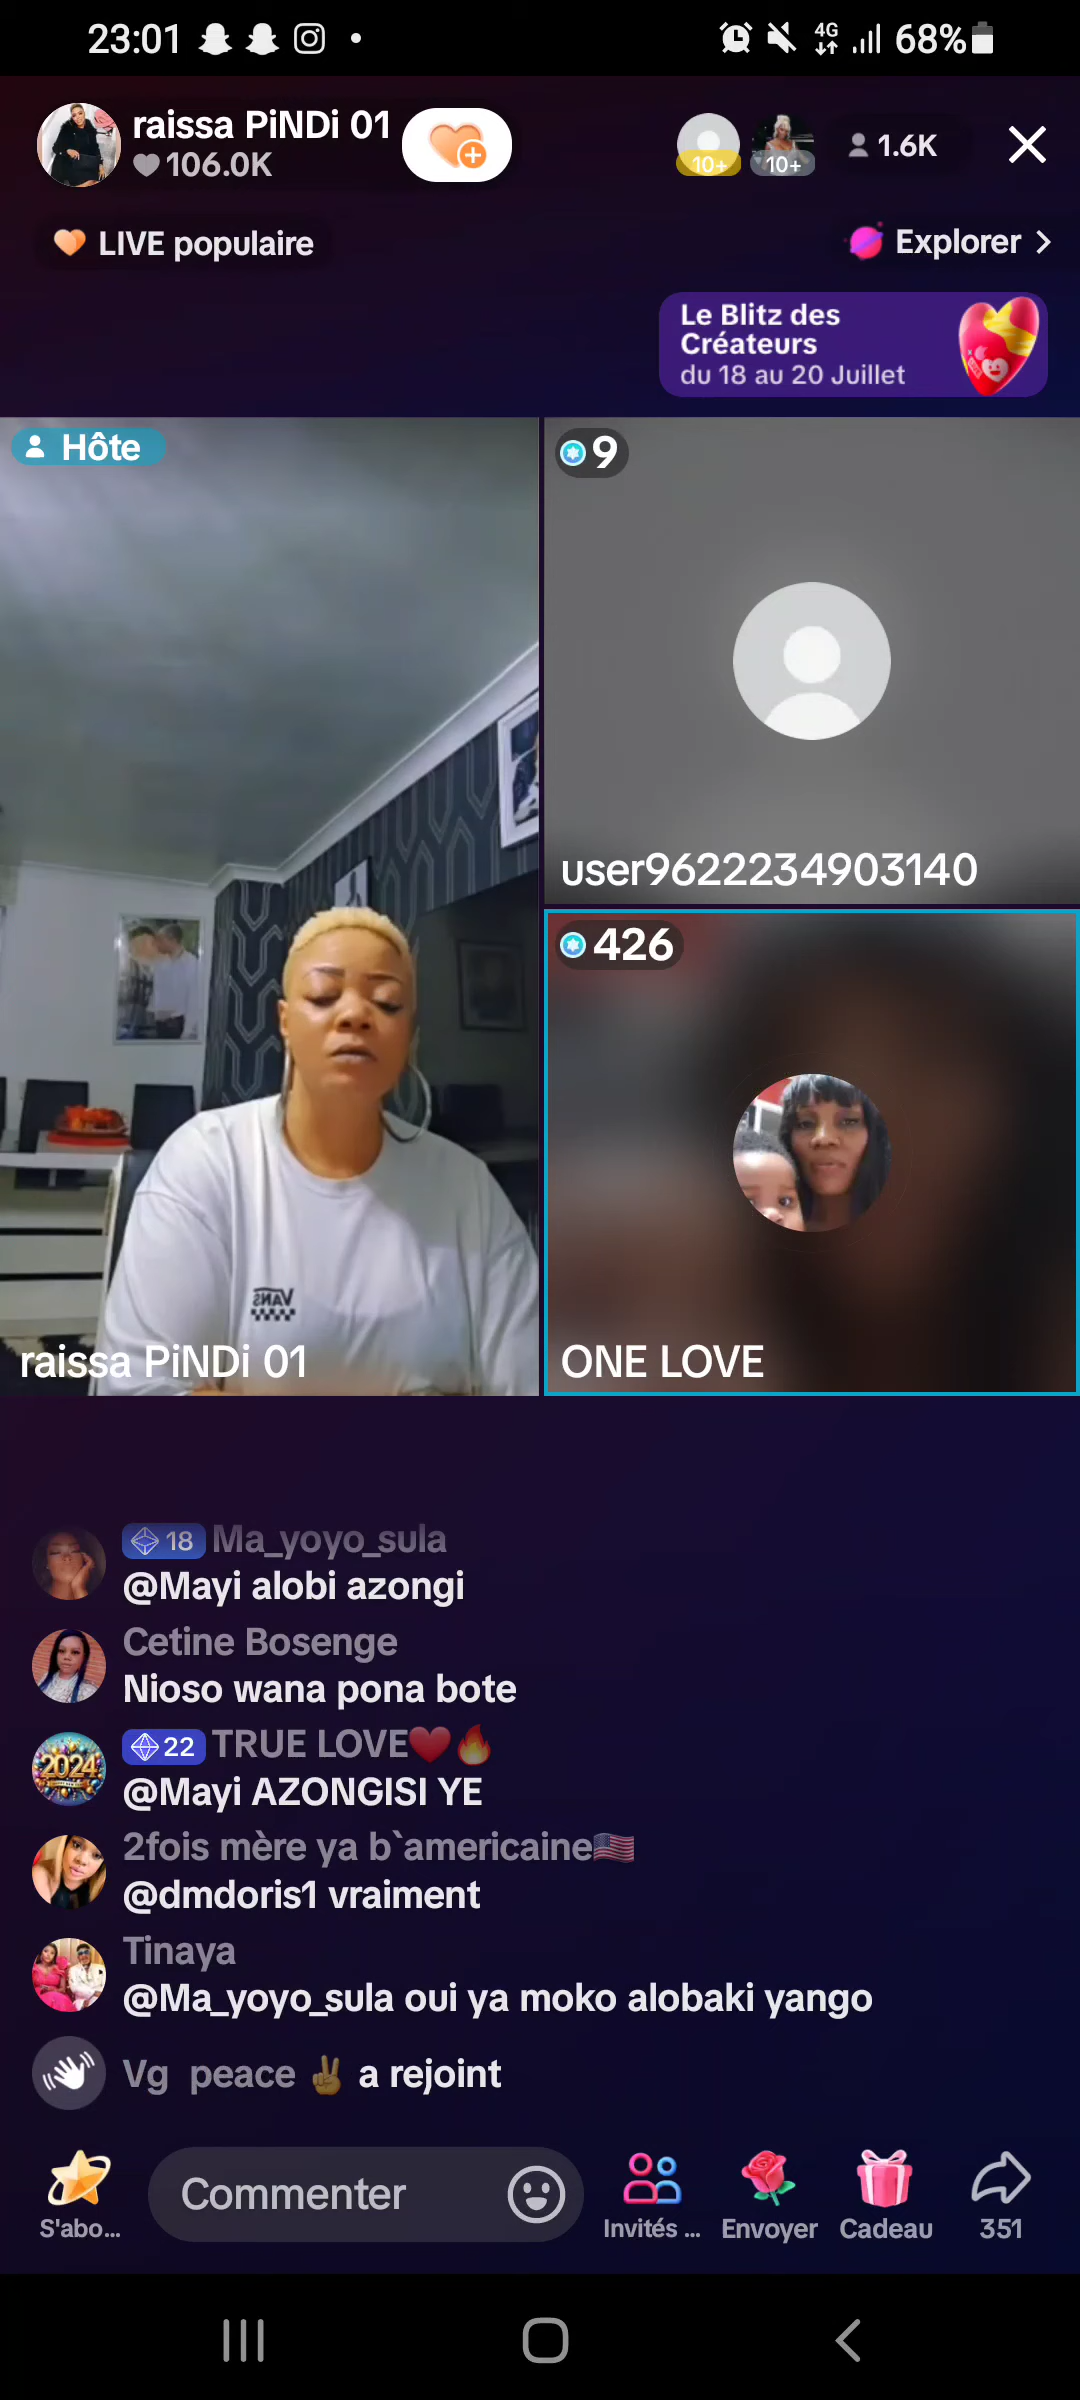 23:01
4G
68%
raissa PiNDi 01
106.0K
10+
10+
1.6K
LIVE populaire
Explorer
Le Blitz des
Créateurs
du 18 au 20 Juillet
Hôte
9
user9622234903140
426
VANS
raissa PiNDi 01
ONE LOVE
18 Ma_yoyo_sula
@Mayi alobi azongi
Cetine Bosenge
Nioso wana pona bote
2024
22 TRUE LOVE❤️🔥
@Mayi AZONGISI YE
2fois mère ya b`americaine🇺🇸
@dmdoris1 vraiment
Tinaya
@Ma_yoyo_sula oui ya moko alobaki yango
Vg peace ✌🏾 a rejoint
Commenter
S'abo...
Invités ...
Envoyer
Cadeau
351